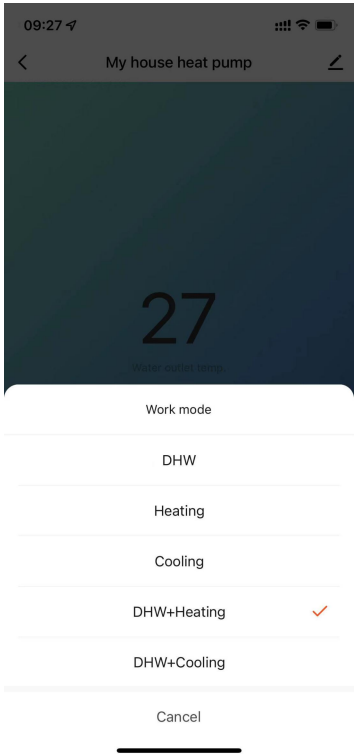 09:27
My house heat pump
27
Water outlet temp
Work mode
DHW
Heating
Cooling
DHW+Heating
DHW+Cooling
Cancel